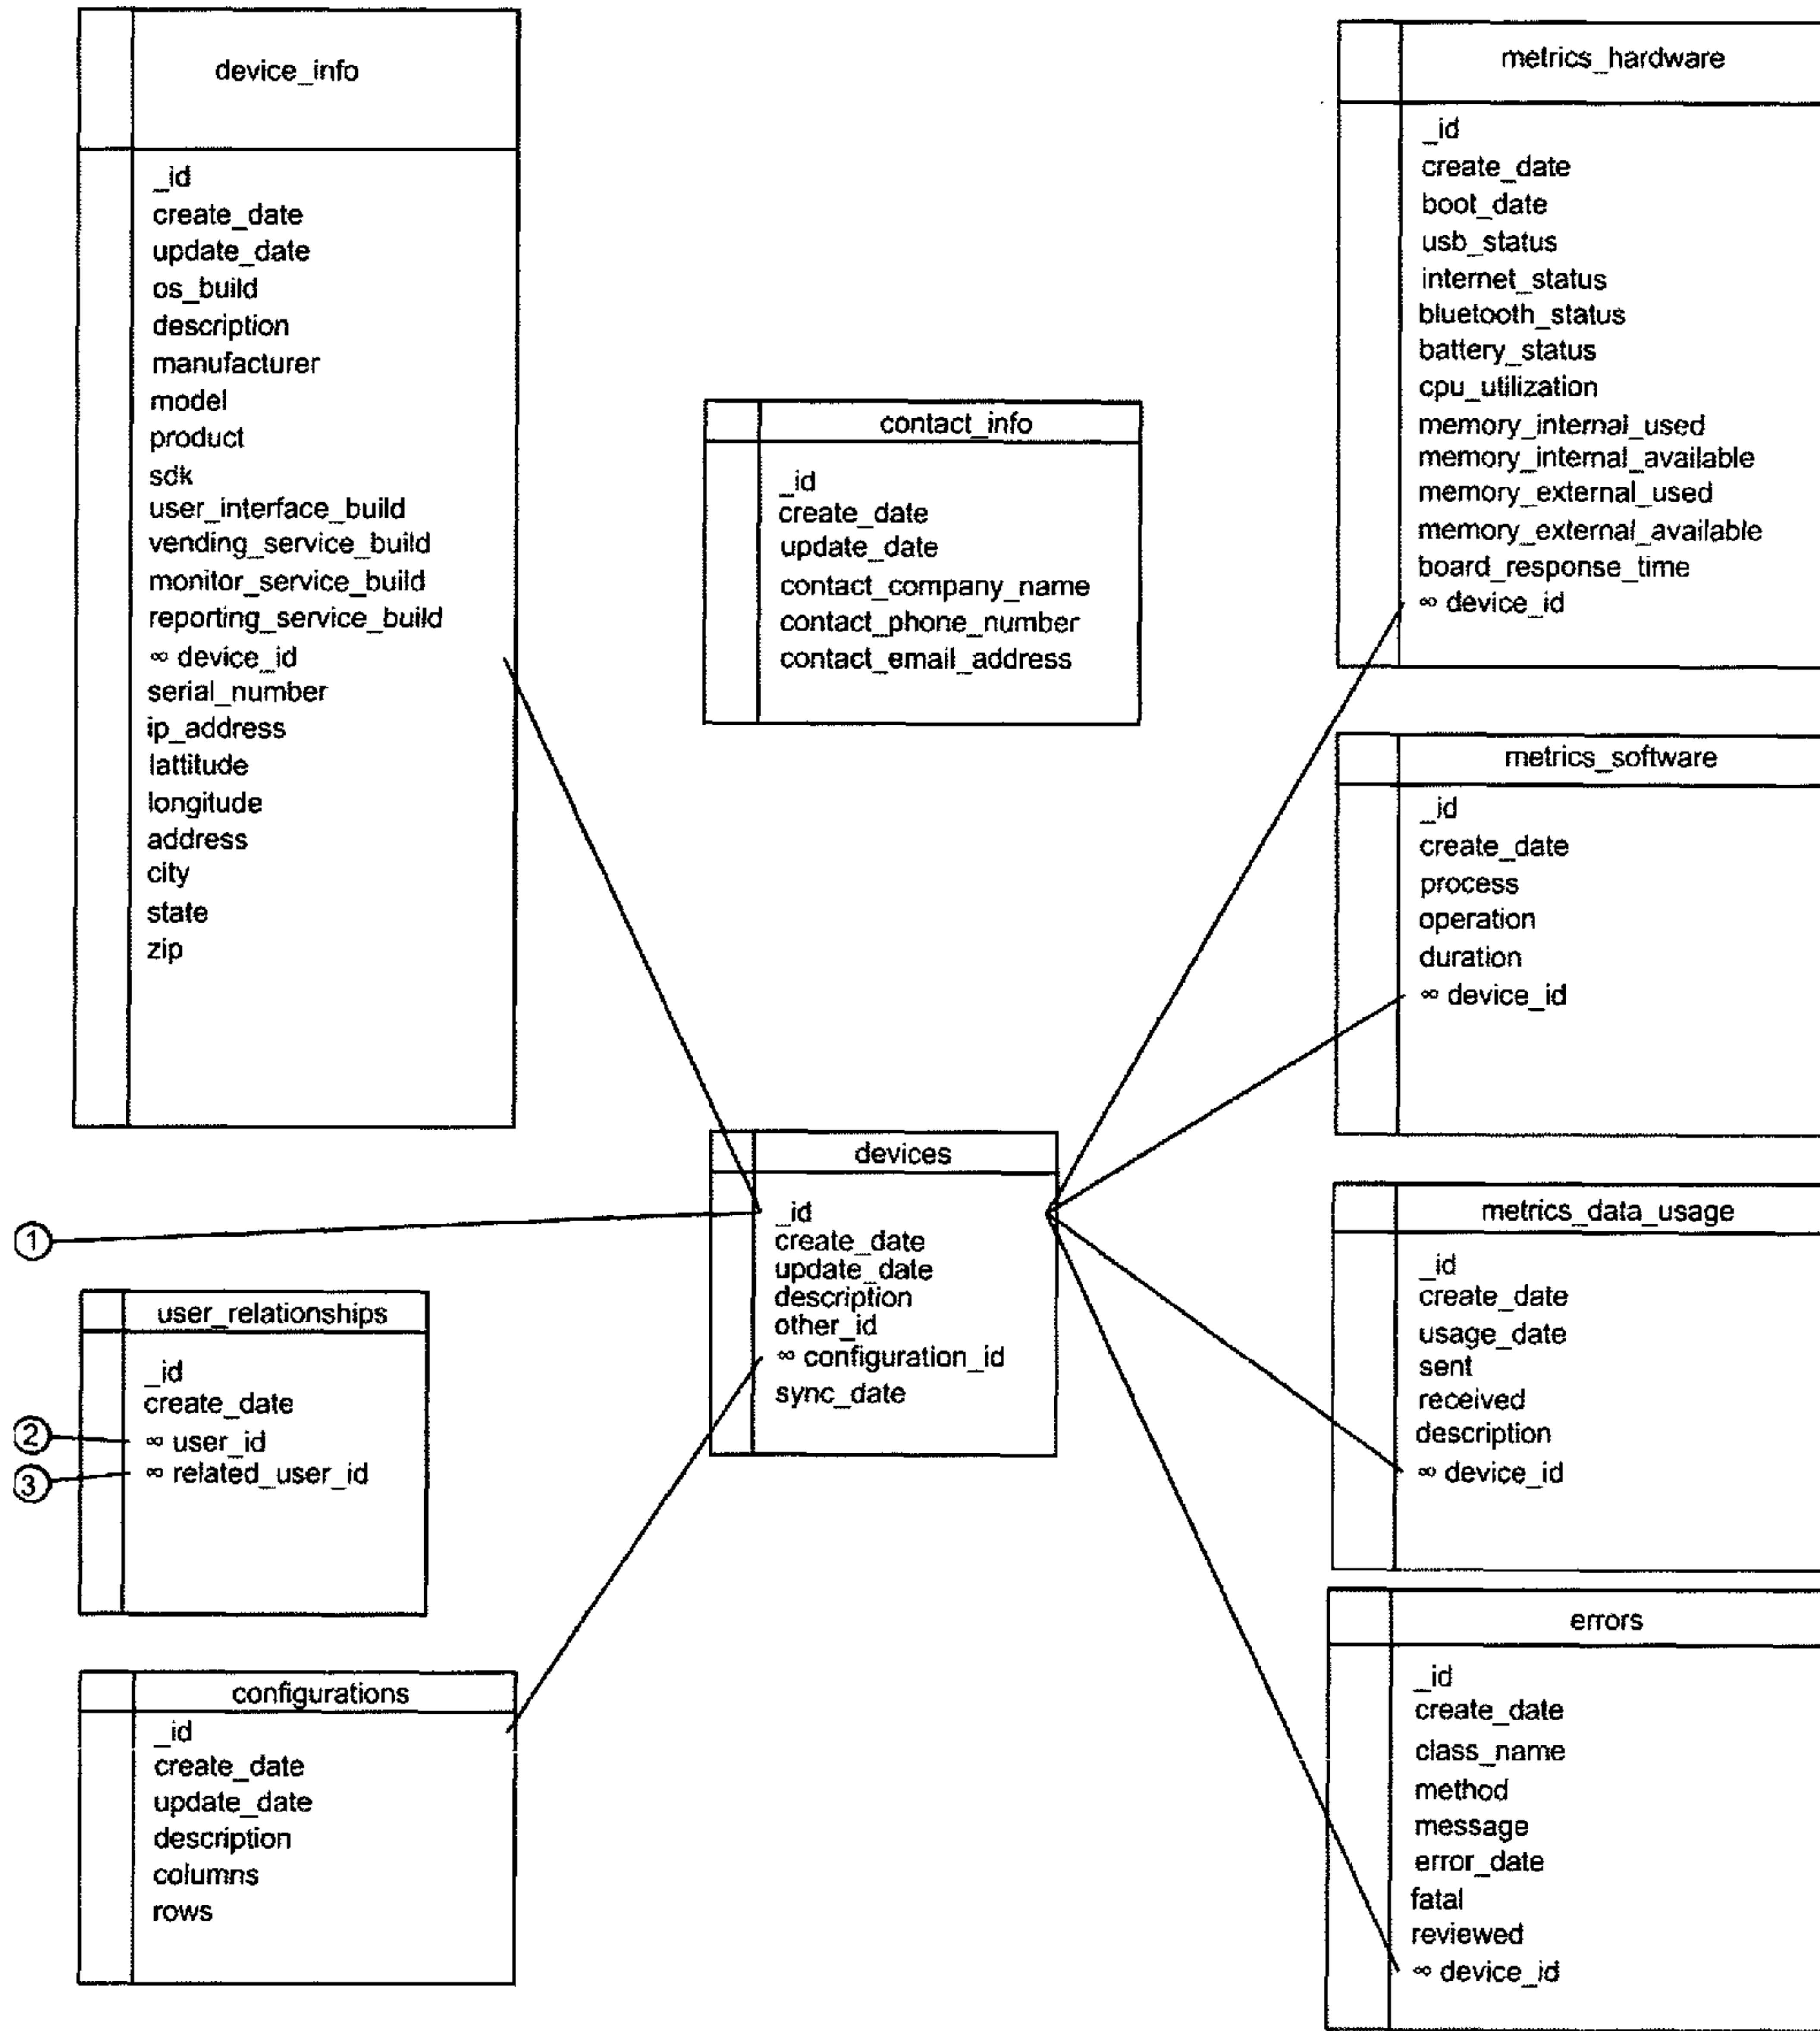 device_info
_id
create_date
update_date
os_build
description
manufacturer
model
product
sdk
user_interface_build
vending_service_build
monitor_service_build
reporting_service_build
∞ device_id
serial_number
ip_address
lattitude
longitude
address
city
state
zip
contact_info
_id
create_date
update_date
contact_company_name
contact_phone_number
contact_email_address
metrics_hardware
_id
create_date
boot_date
usb_status
internet_status
bluetooth_status
battery_status
cpu_utilization
memory_internal_used
memory_internal_available
memory_external_used
memory_external_available
board_response_time
∞ device_id
metrics_software
_id
create_date
process
operation
duration
∞ device_id
1
devices
_id
create_date
update_date
description
other_id
∞ configuration_id
sync_date
metrics_data_usage
_id
create_date
usage_date
sent
received
description
∞ device_id
user_relationships
_id
create_date
2
∞ user_id
3
∞ related_user_id
configurations
_id
create_date
update_date
description
columns
rows
errors
_id
create_date
class_name
method
message
error_date
fatal
reviewed
∞ device_id